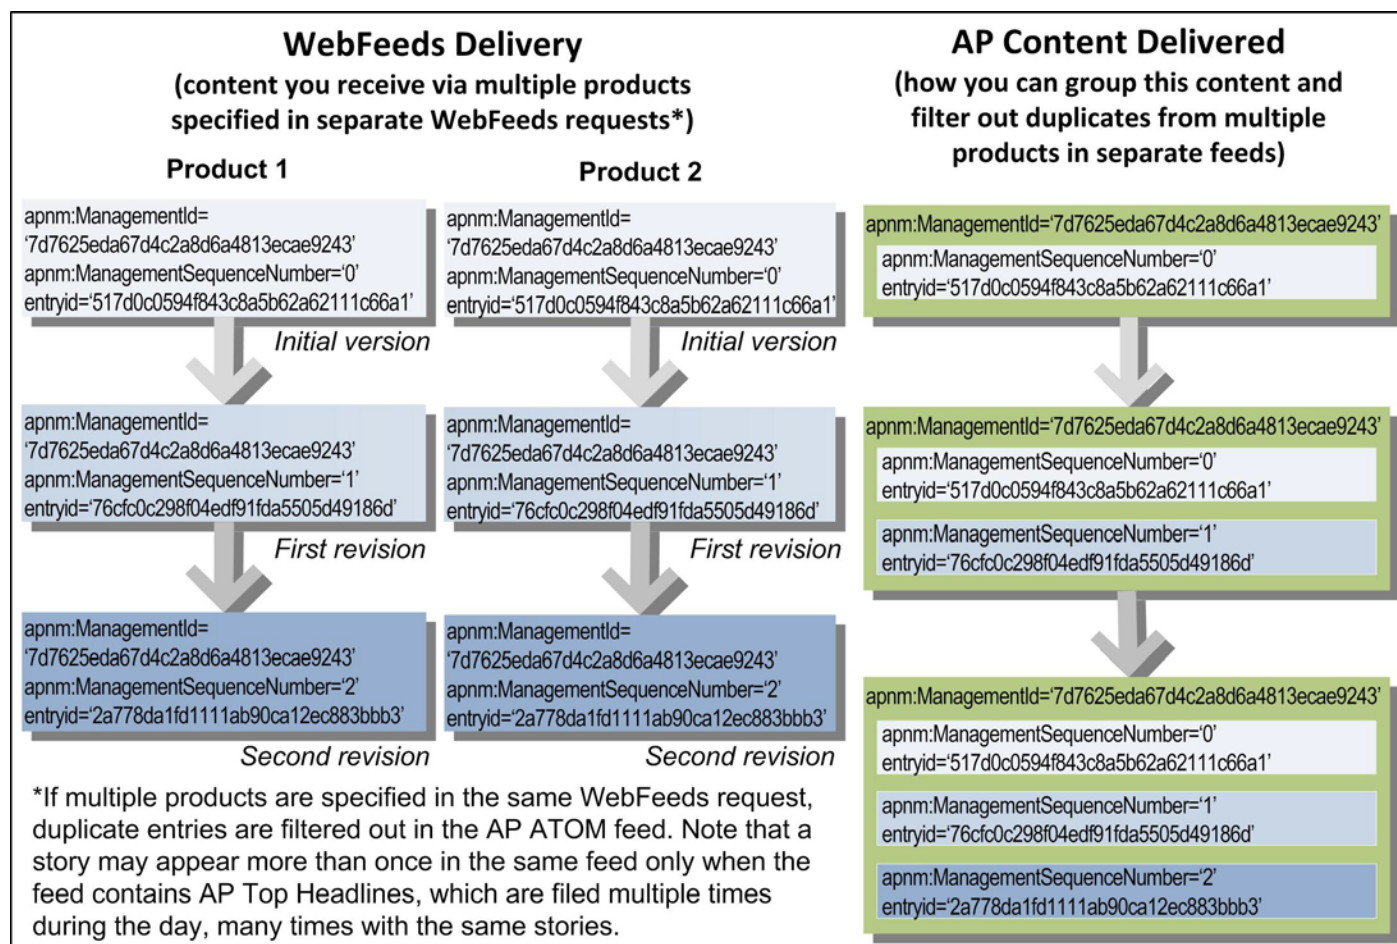 WebFeeds Delivery
(content you receive via multiple products
specified in separate WebFeeds requests*)
Product 1
apnm:ManagementId=
‘7d7625eda67d4c2a8d6a4813ecae9243’
apnm:ManagementSequenceNumber=‘0’
entryid=‘517d0c0594f843c8a5b62a62111c66a1’
Initial version
apnm:ManagementId=
‘7d7625eda67d4c2a8d6a4813ecae9243’
apnm:ManagementSequenceNumber=‘1’
entryid=‘76cfc0c298f04edf91fda5505d49186d’
First revision
apnm:ManagementId=
‘7d7625eda67d4c2a8d6a4813ecae9243’
apnm:ManagementSequenceNumber=‘2’
entryid=‘2a778da1fd1111ab90ca12ec883bbb3’
Second revision
Product 2
apnm:ManagementId=
‘7d7625eda67d4c2a8d6a4813ecae9243’
apnm:ManagementSequenceNumber=‘0’
entryid=‘517d0c0594f843c8a5b62a62111c66a1’
Initial version
apnm:ManagementId=
‘7d7625eda67d4c2a8d6a4813ecae9243’
apnm:ManagementSequenceNumber=‘1’
entryid=‘76cfc0c298f04edf91fda5505d49186d’
First revision
apnm:ManagementId=
‘7d7625eda67d4c2a8d6a4813ecae9243’
apnm:ManagementSequenceNumber=‘2’
entryid=‘2a778da1fd1111ab90ca12ec883bbb3’
Second revision
*If multiple products are specified in the same WebFeeds request,
duplicate entries are filtered out in the AP ATOM feed. Note that a
story may appear more than once in the same feed only when the
feed contains AP Top Headlines, which are filed multiple times
during the day, many times with the same stories.
AP Content Delivered
(how you can group this content and
filter out duplicates from multiple
products in separate feeds)
apnm:ManagementId=‘7d7625eda67d4c2a8d6a4813ecae9243’
apnm:ManagementSequenceNumber=‘0’
entryid=‘517d0c0594f843c8a5b62a62111c66a1’
apnm:ManagementId=‘7d7625eda67d4c2a8d6a4813ecae9243’
apnm:ManagementSequenceNumber=‘0’
entryid=‘517d0c0594f843c8a5b62a62111c66a1’
apnm:ManagementSequenceNumber=‘1’
entryid=‘76cfc0c298f04edf91fda5505d49186d’
apnm:ManagementId=‘7d7625eda67d4c2a8d6a4813ecae9243’
apnm:ManagementSequenceNumber=‘0’
entryid=‘517d0c0594f843c8a5b62a62111c66a1’
apnm:ManagementSequenceNumber=‘1’
entryid=‘76cfc0c298f04edf91fda5505d49186d’
apnm:ManagementSequenceNumber=‘2’
entryid=‘2a778da1fd1111ab90ca12ec883bbb3’